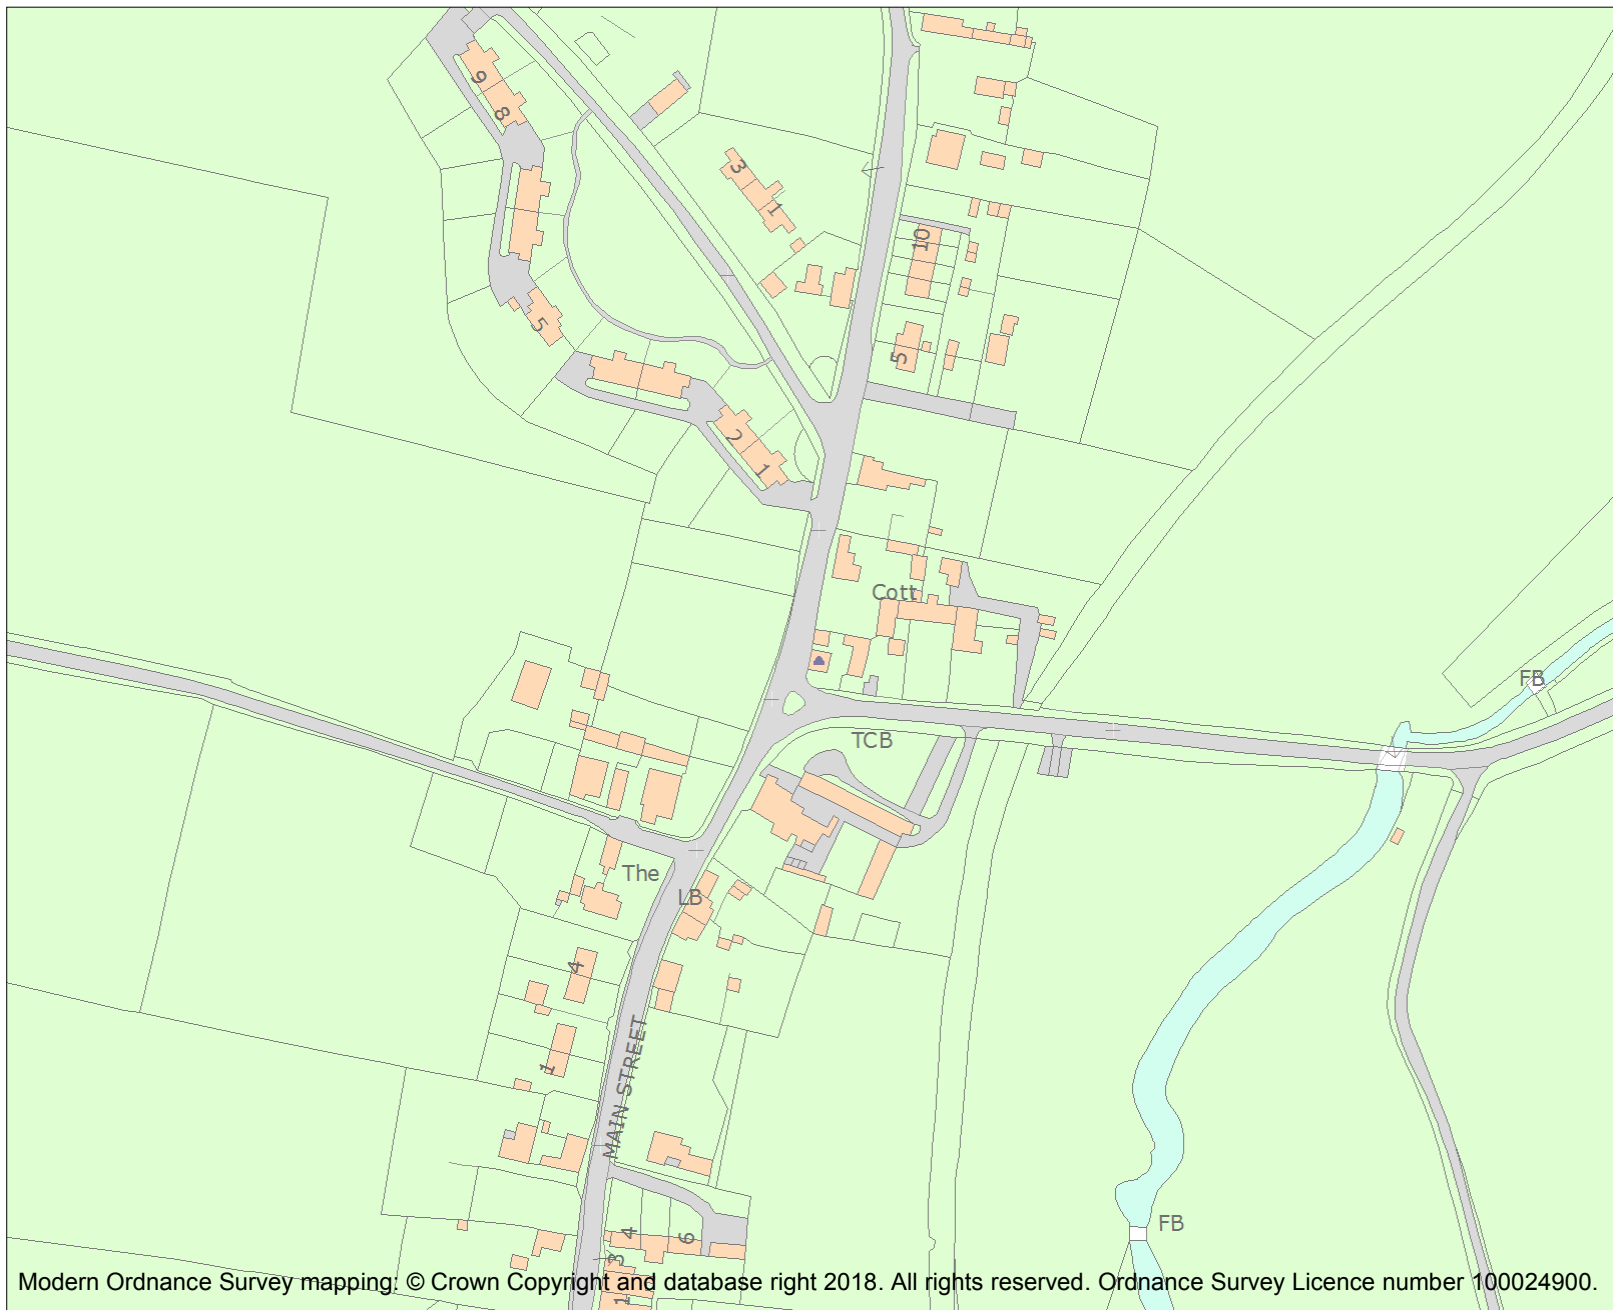 9
8
3
1
10
5
5
2
1
Cott
FB
TCB
The
LB
4
1
MAIN STREET
FB
4
6
3
1
Modern Ordnance Survey mapping: © Crown Copyright and database right 2018. All rights reserved. Ordnance Survey Licence number 100024900.